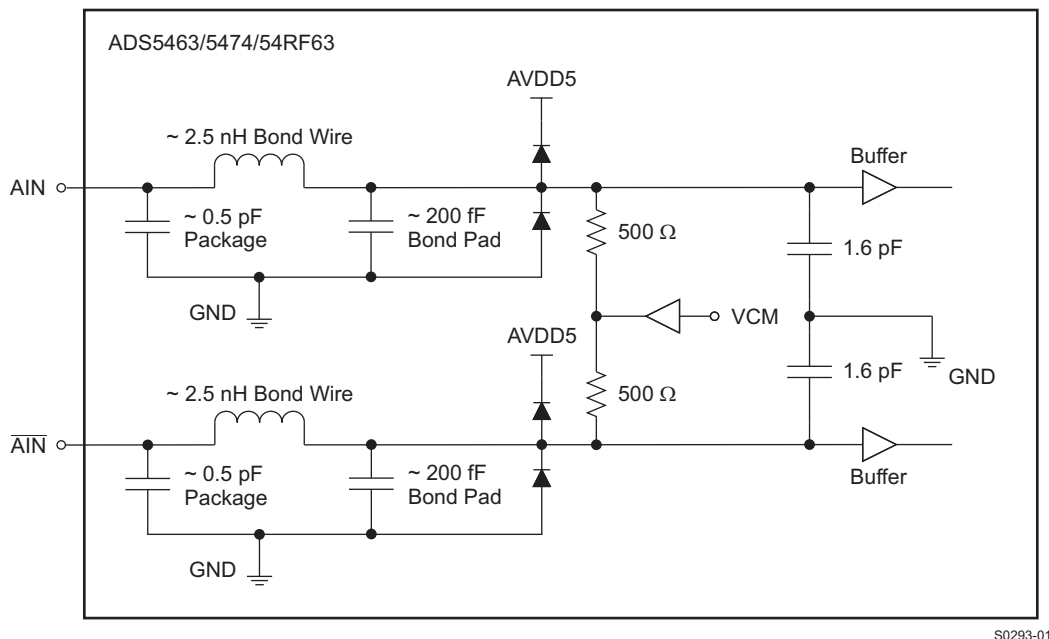 ADS5463/5474/54RF63
AVDD5
~ 2.5 nH Bond Wire
Buffer
AIN
~ 0.5 pF
Package
~ 200 fF
Bond Pad
500 Ω
1.6 pF
GND
VCM
AVDD5
GND
~ 2.5 nH Bond Wire
500 Ω
1.6 pF
AIN
~ 0.5 pF
Package
~ 200 fF
Bond Pad
Buffer
GND
S0293-01